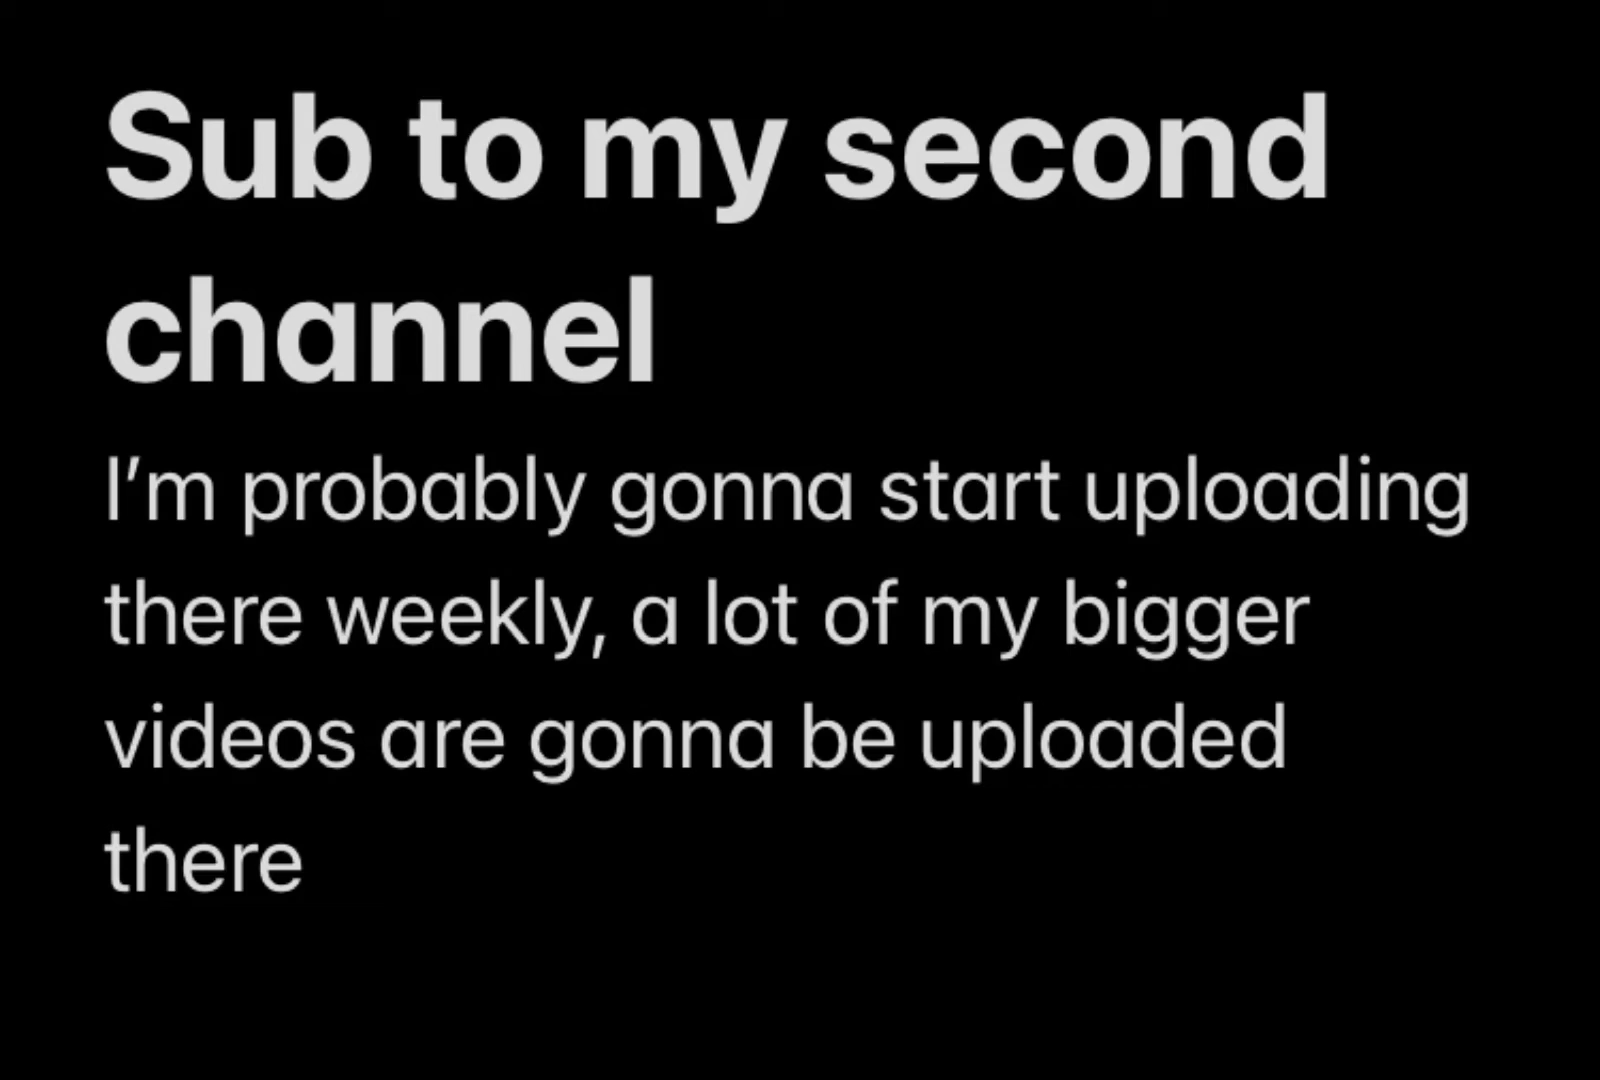 Sub to my second
channel
I’m probably gonna start uploading
there weekly, a lot of my bigger
videos are gonna be uploaded
there